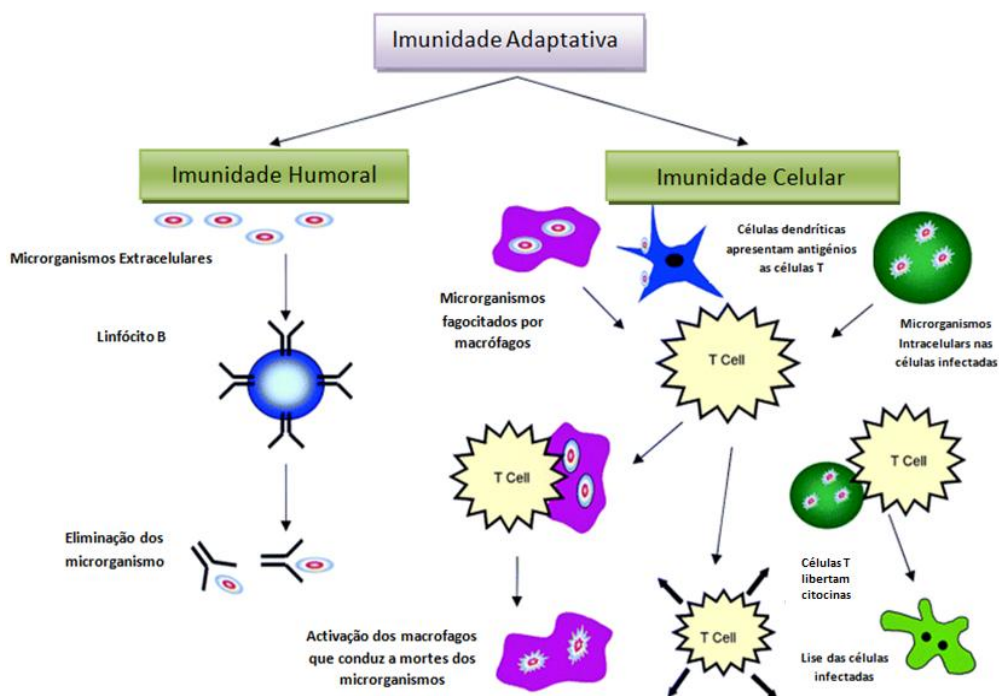 Imunidade Adaptativa
Imunidade Humoral
Microrganismos Extracelulares
Linfócito B
Eliminação dos
microrganismo
Imunidade Celular
Células dendríticas
apresentam antigénios
as células T
Microrganismos
fagocitados por
macrófagos
T Cell
Microrganismos
Intracelulars nas
células infectadas
T Cell
T Cell
Activação dos macrofagos
que conduz a mortes dos
microrganismos
T Cell
Células T
libertam
citocinas
Lise das células
infectadas